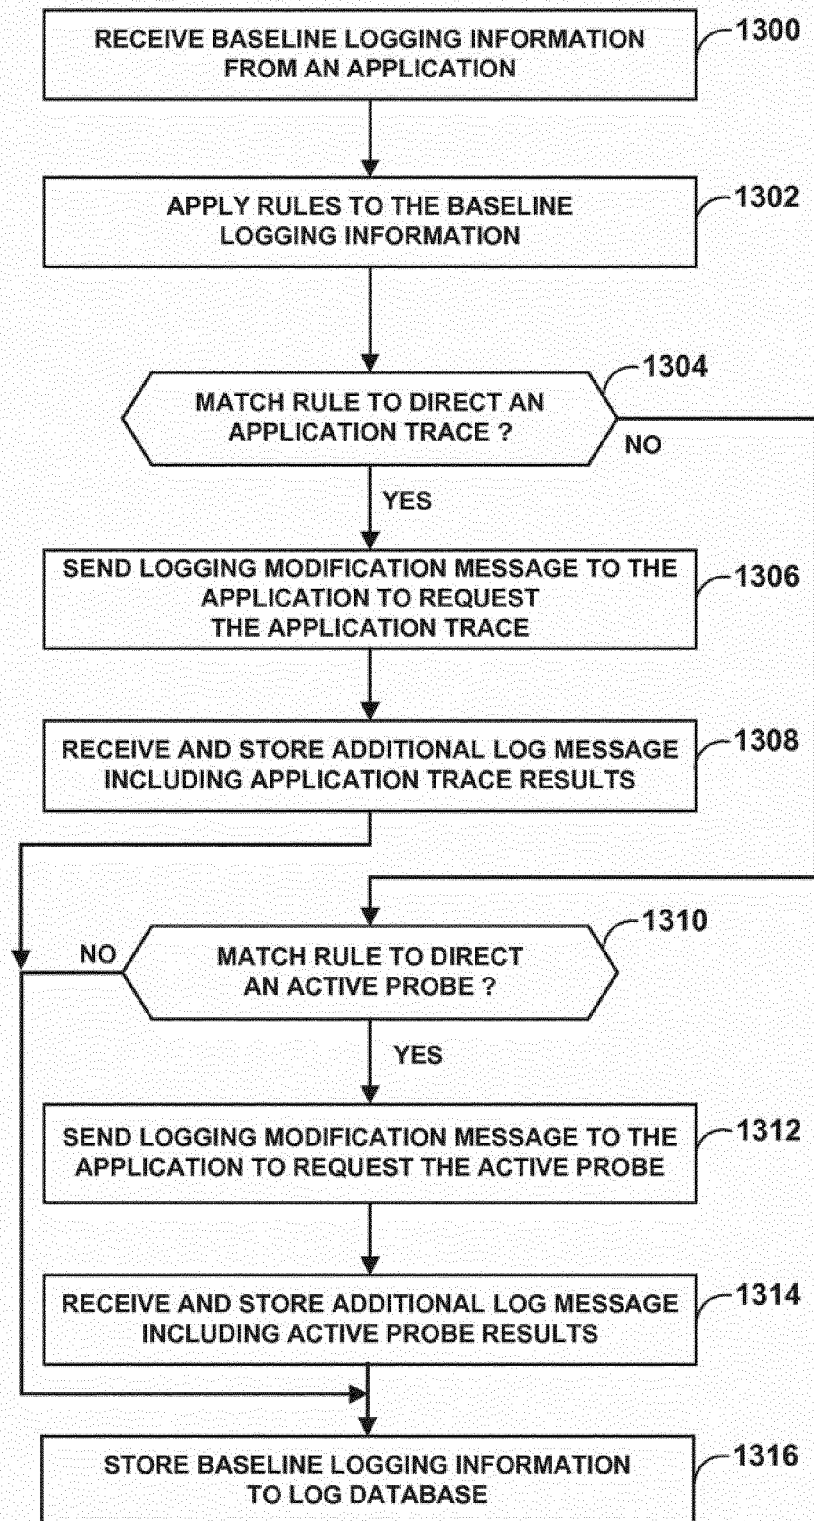 RECEIVE BASELINE LOGGING INFORMATION
FROM AN APPLICATION
1300
APPLY RULES TO THE BASELINE
LOGGING INFORMATION
1302
MATCH RULE TO DIRECT AN
APPLICATION TRACE ?
1304
NO
YES
SEND LOGGING MODIFICATION MESSAGE TO THE
APPLICATION TO REQUEST
THE APPLICATION TRACE
1306
RECEIVE AND STORE ADDITIONAL LOG MESSAGE
INCLUDING APPLICATION TRACE RESULTS
1308
MATCH RULE TO DIRECT
AN ACTIVE PROBE ?
1310
NO
YES
SEND LOGGING MODIFICATION MESSAGE TO THE
APPLICATION TO REQUEST THE ACTIVE PROBE
1312
RECEIVE AND STORE ADDITIONAL LOG MESSAGE
INCLUDING ACTIVE PROBE RESULTS
1314
STORE BASELINE LOGGING INFORMATION
TO LOG DATABASE
1316